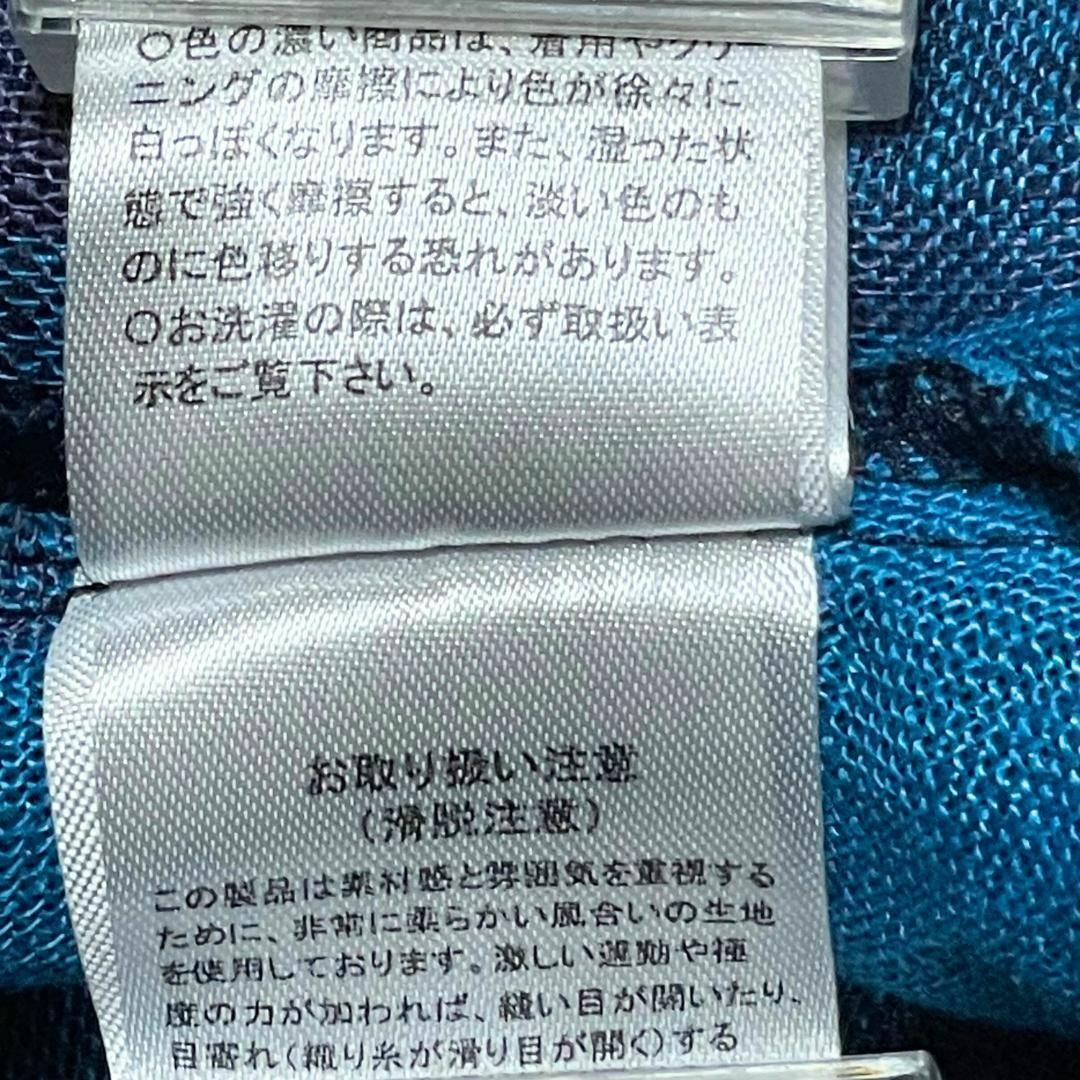 ○色の濃い商品は、着用やクリー
ニングの摩擦により色が徐々に
白っぽくなります。また、湿った状
態で強く摩擦すると、淡い色のも
のに色移りする恐れがあります。
○お洗濯の際は、必ず取扱い表
示をご覧下さい。
お取り扱い注意
(滑脱注意)
この製品は素材感と雰囲気を重視する
ために、非常に柔らかい風合いの生地
を使用しております。激しい運動や極
度の力が加われば、縫い目が開いたり、
目寄れ(織り糸が滑り目が開く)する